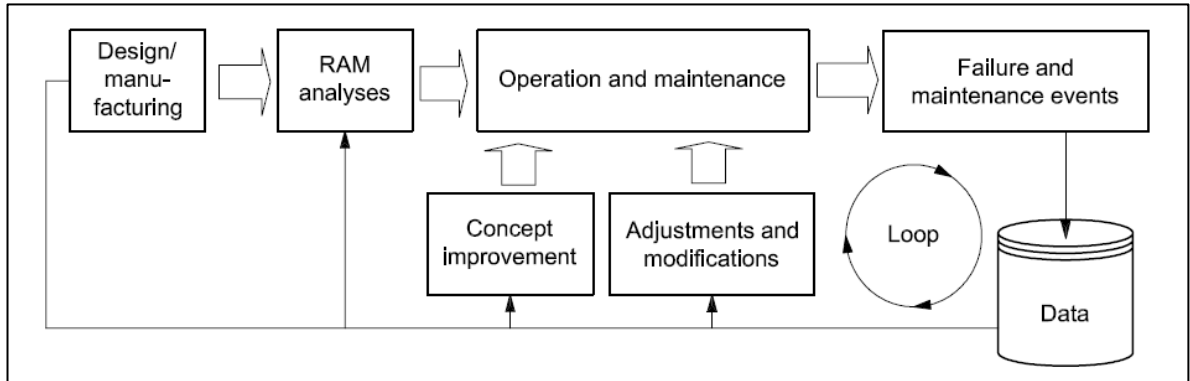 Design/
manu-
facturing
RAM
analyses
Operation and maintenance
Failure and
maintenance events
Concept
improvement
Adjustments and
modifications
Loop
Data